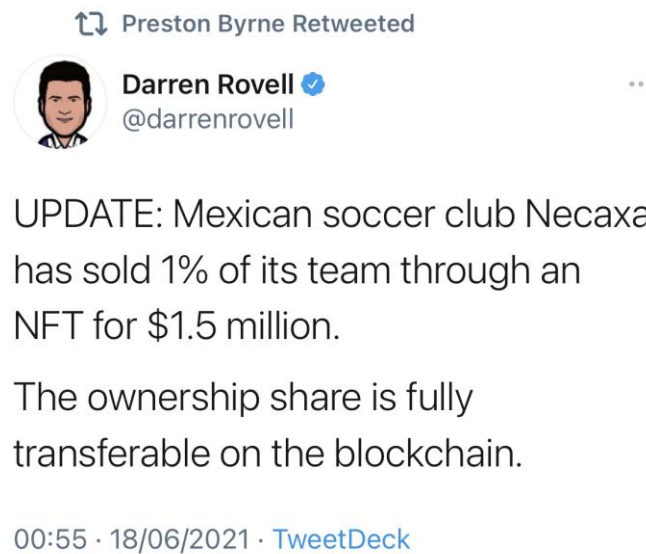 Preston Byrne Retweeted
Darren Rovell
@darrenrovell
UPDATE: Mexican soccer club Necaxa
has sold 1% of its team through an
NFT for $1.5 million.
The ownership share is fully
transferable on the blockchain.
00:55 · 18/06/2021 · TweetDeck